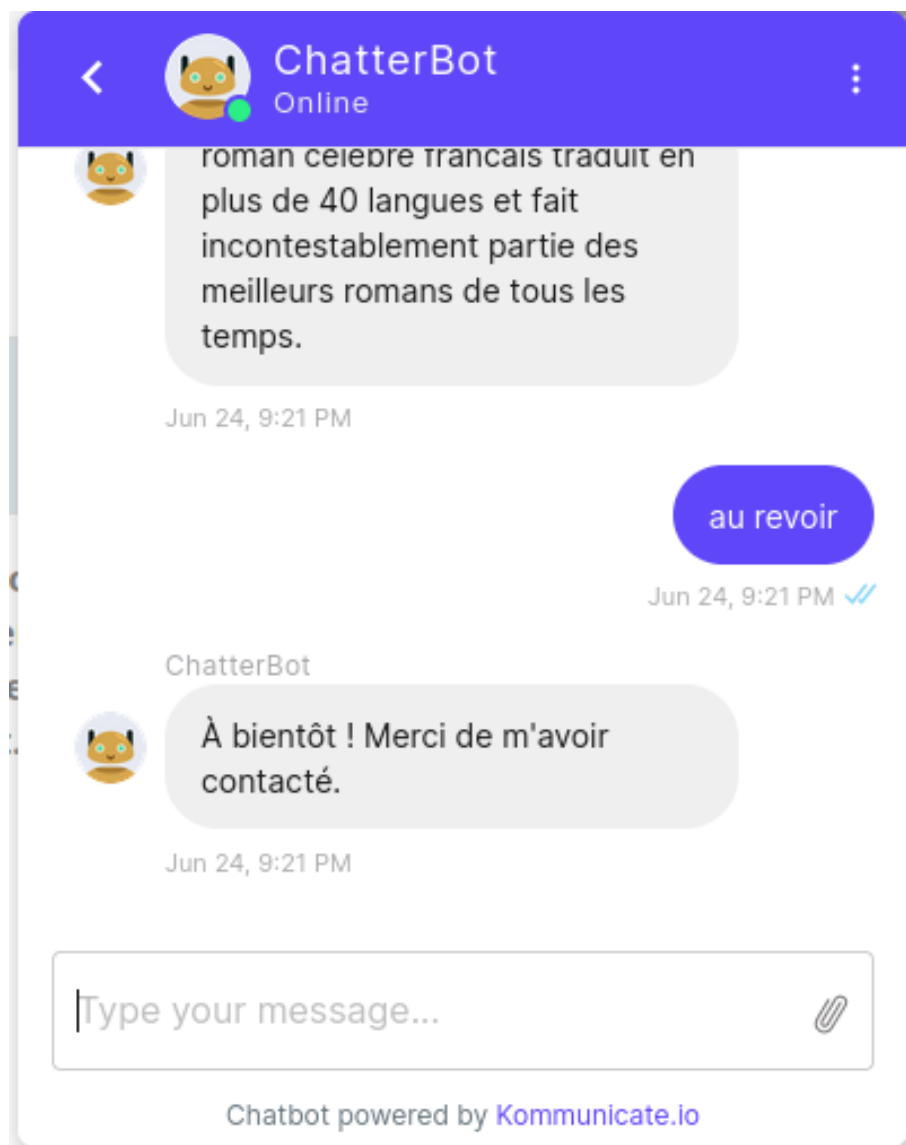 ChatterBot
Online
roman celebre francais traduit en
plus de 40 langues et fait
incontestablement partie des
meilleurs romans de tous les
temps.
Jun 24, 9:21 PM
au revoir
Jun 24, 9:21 PM
ChatterBot
À bientôt ! Merci de m'avoir
contacté.
Jun 24, 9:21 PM
Type your message...
Chatbot powered by Kommunicate.io